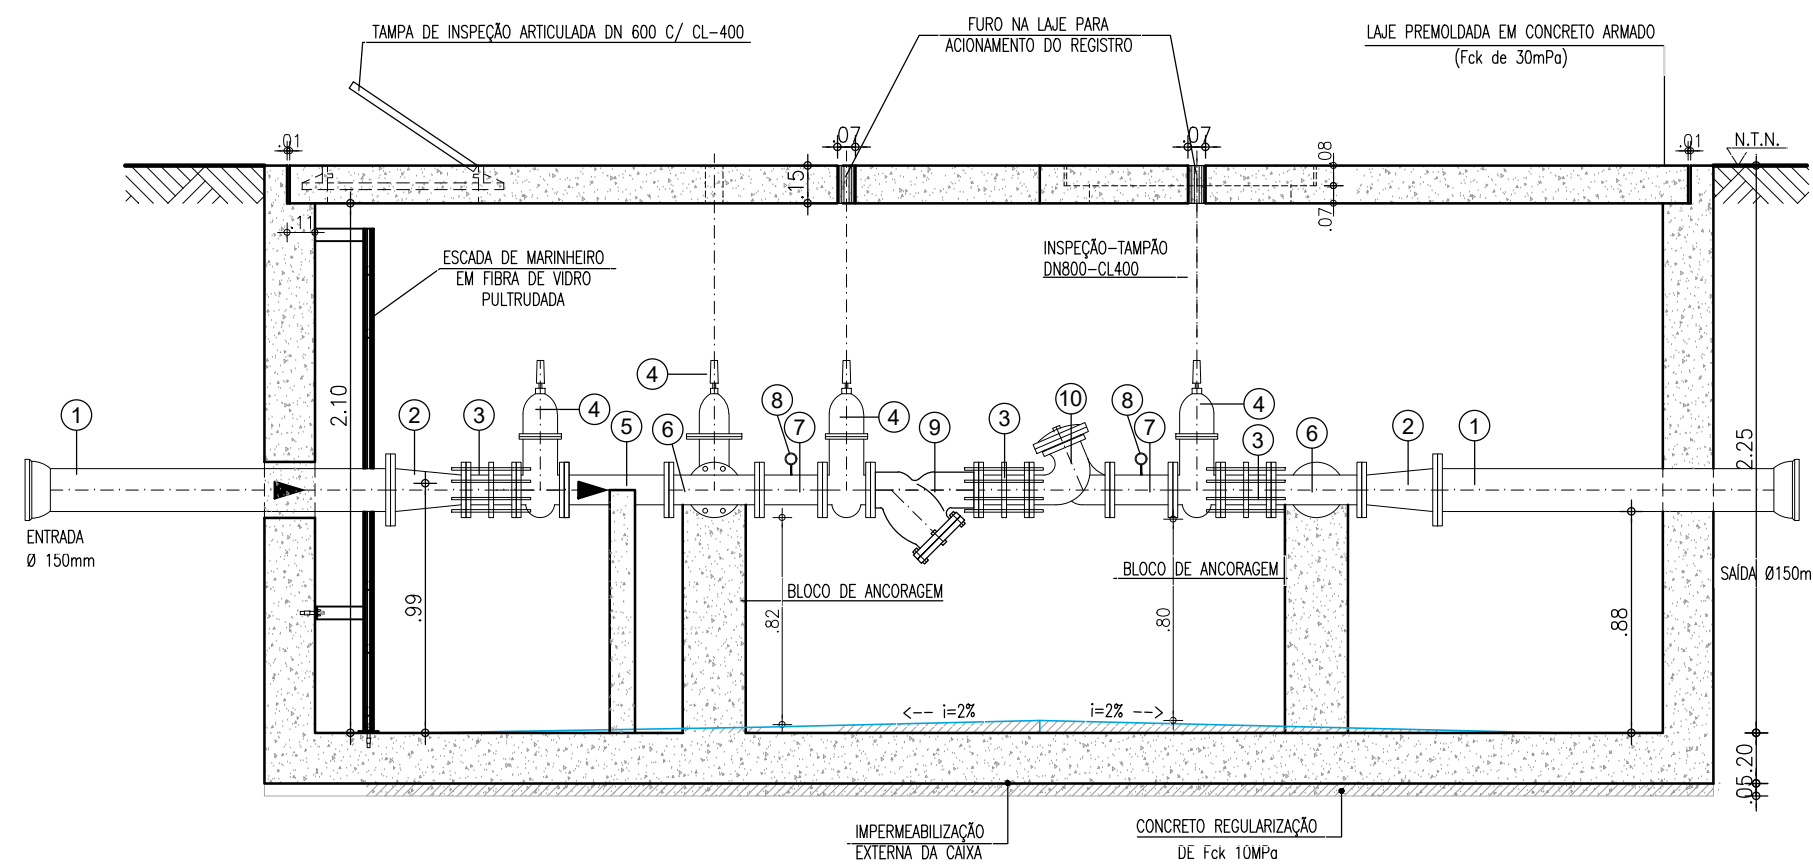 TAMPA DE INSPEÇÃO ARTICULADA DN 600 C/ CL-400
FURO NA LAJE PARA
ACIONAMENTO DO REGISTRO
LAJE PREMOLDADA EM CONCRETO ARMADO
(Fck de 30mPa)
.01
.07
.07
.08
.01
N.T.N.
.15
.07
.11
ESCADA DE MARINHEIRO
EM FIBRA DE VIDRO
PULTRUDADA
INSPEÇÃO-TAMPÃO
DN800-CL400
2.10
2.25
1
2
3
4
5
4
6
8
7
4
9
3
10
8
7
4
3
6
2
1
ENTRADA
Ø 150mm
SAÍDA Ø150m
BLOCO DE ANCORAGEM
BLOCO DE ANCORAGEM
.99
.82
.80
.88
<-- i=2%
i=2% -->
.20
.05
IMPERMEABILIZAÇÃO
EXTERNA DA CAIXA
CONCRETO REGULARIZAÇÃO
DE Fck 10MPa